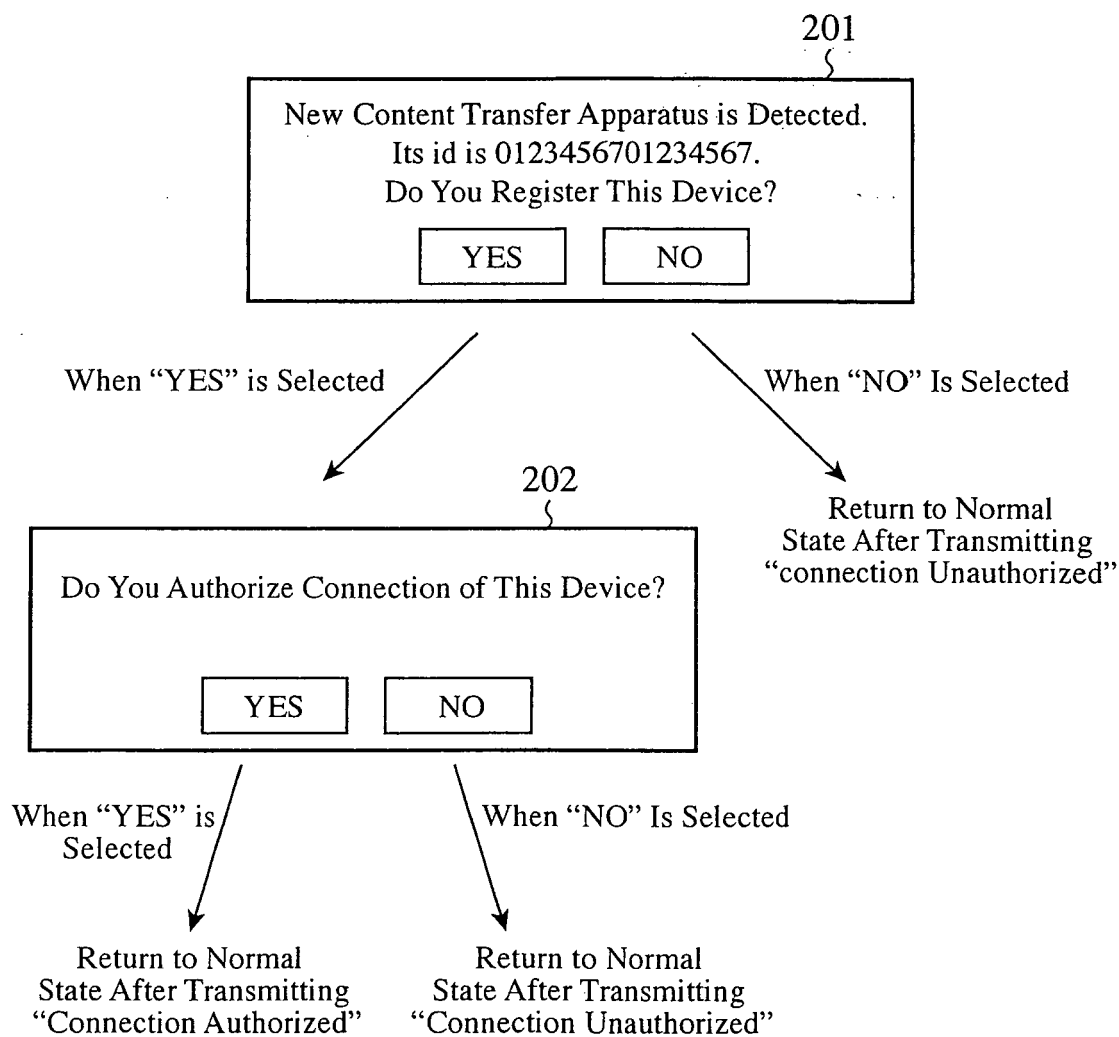 201
New Content Transfer Apparatus is Detected.
Its id is 0123456701234567.
Do You Register This Device?
YES
NO
When “YES” is Selected
When “NO” Is Selected
202
Return to Normal
State After Transmitting
“connection Unauthorized”
Do You Authorize Connection of This Device?
YES
NO
When “YES” is
Selected
When “NO” Is Selected
Return to Normal
State After Transmitting
“Connection Authorized”
Return to Normal
State After Transmitting
“Connection Unauthorized”